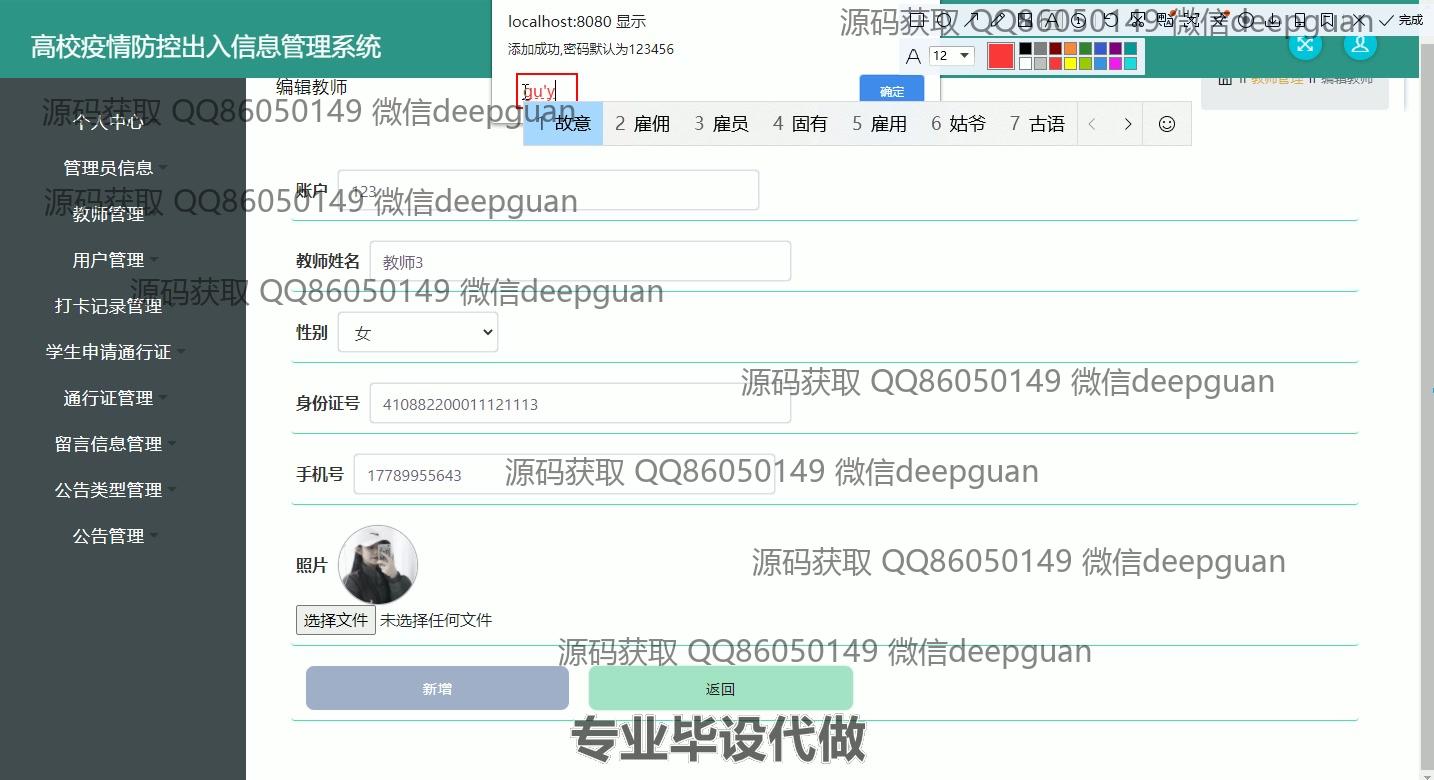 localhost:8080 显示
添加成功,密码默认为123456
gu'y
确定
1 故意 2 雇佣 3 雇员 4 固有 5 雇用 6 姑爷 7 古语
12
完成
高校疫情防控出入信息管理系统
源码获取 QQ86050149 微信deepguan
编辑教师
教师管理 // 编辑教师
源码获取 QQ86050149 微信deepguan
个人中心
管理员信息
教师管理
用户管理
打卡记录管理
学生申请通行证
通行证管理
留言信息管理
公告类型管理
公告管理
账户 123
源码获取 QQ86050149 微信deepguan
教师姓名 教师3
源码获取 QQ86050149 微信deepguan
性别 女
源码获取 QQ86050149 微信deepguan
身份证号 410882200011121113
手机号 17789955643
源码获取 QQ86050149 微信deepguan
照片
源码获取 QQ86050149 微信deepguan
选择文件 未选择任何文件
源码获取 QQ86050149 微信deepguan
新增
返回
专业毕设代做